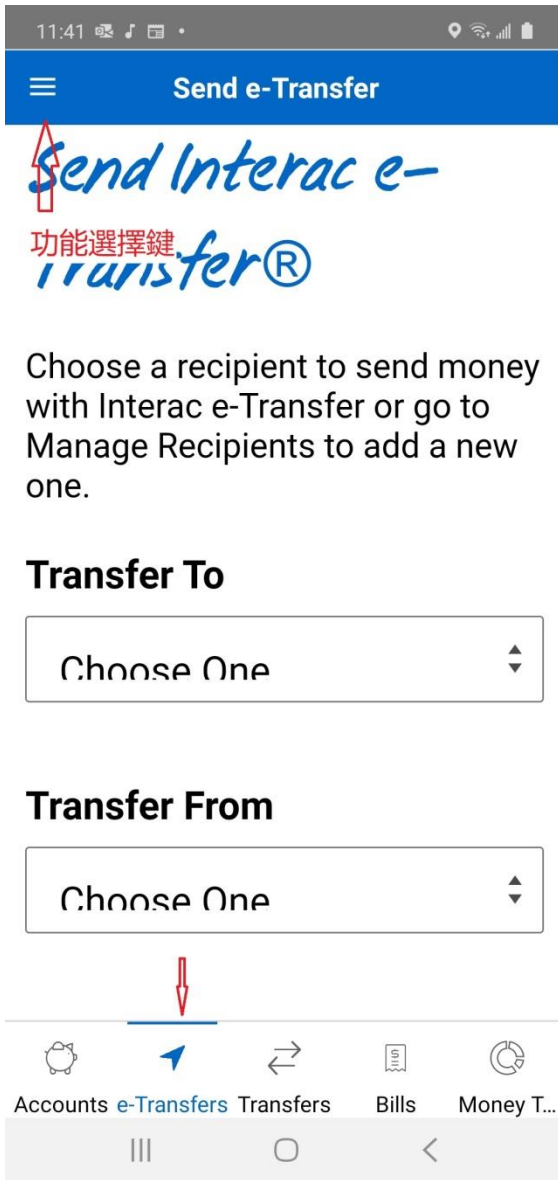 11:41
Send e-Transfer
Send Interac e-
功能選擇鍵
Transfer®
Choose a recipient to send money
with Interac e-Transfer or go to
Manage Recipients to add a new
one.
Transfer To
Choose One
Transfer From
Choose One
Accounts e-Transfers Transfers Bills Money T...